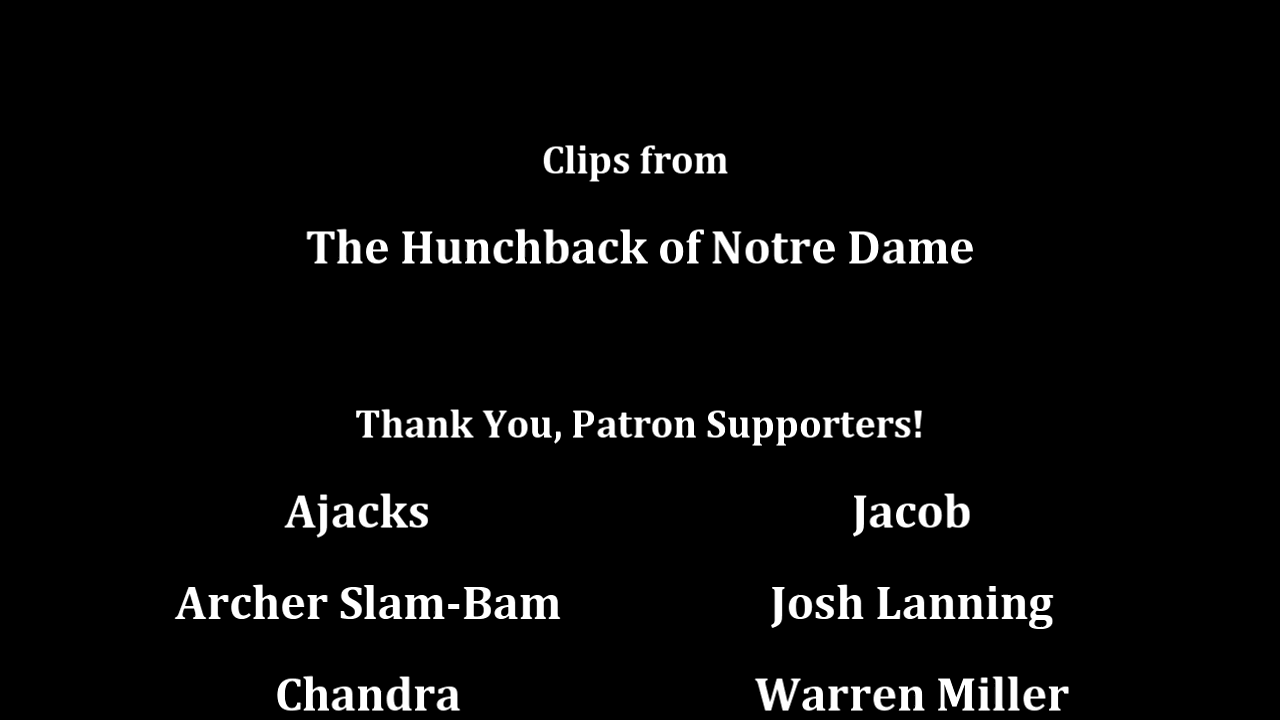 Clips from
The Hunchback of Notre Dame
Thank You, Patron Supporters!
Ajacks Jacob
Archer Slam-Bam Josh Lanning
Chandra Warren Miller